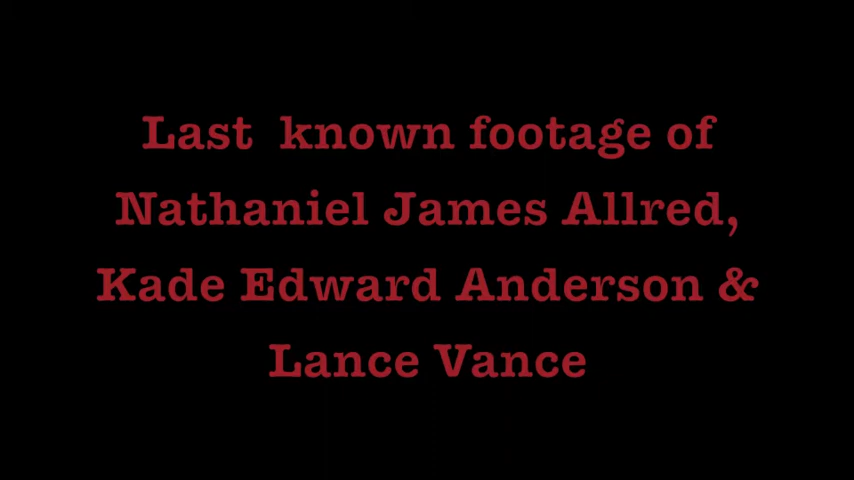 Last known footage of
Nathaniel James Allred,
Kade Edward Anderson &
Lance Vance